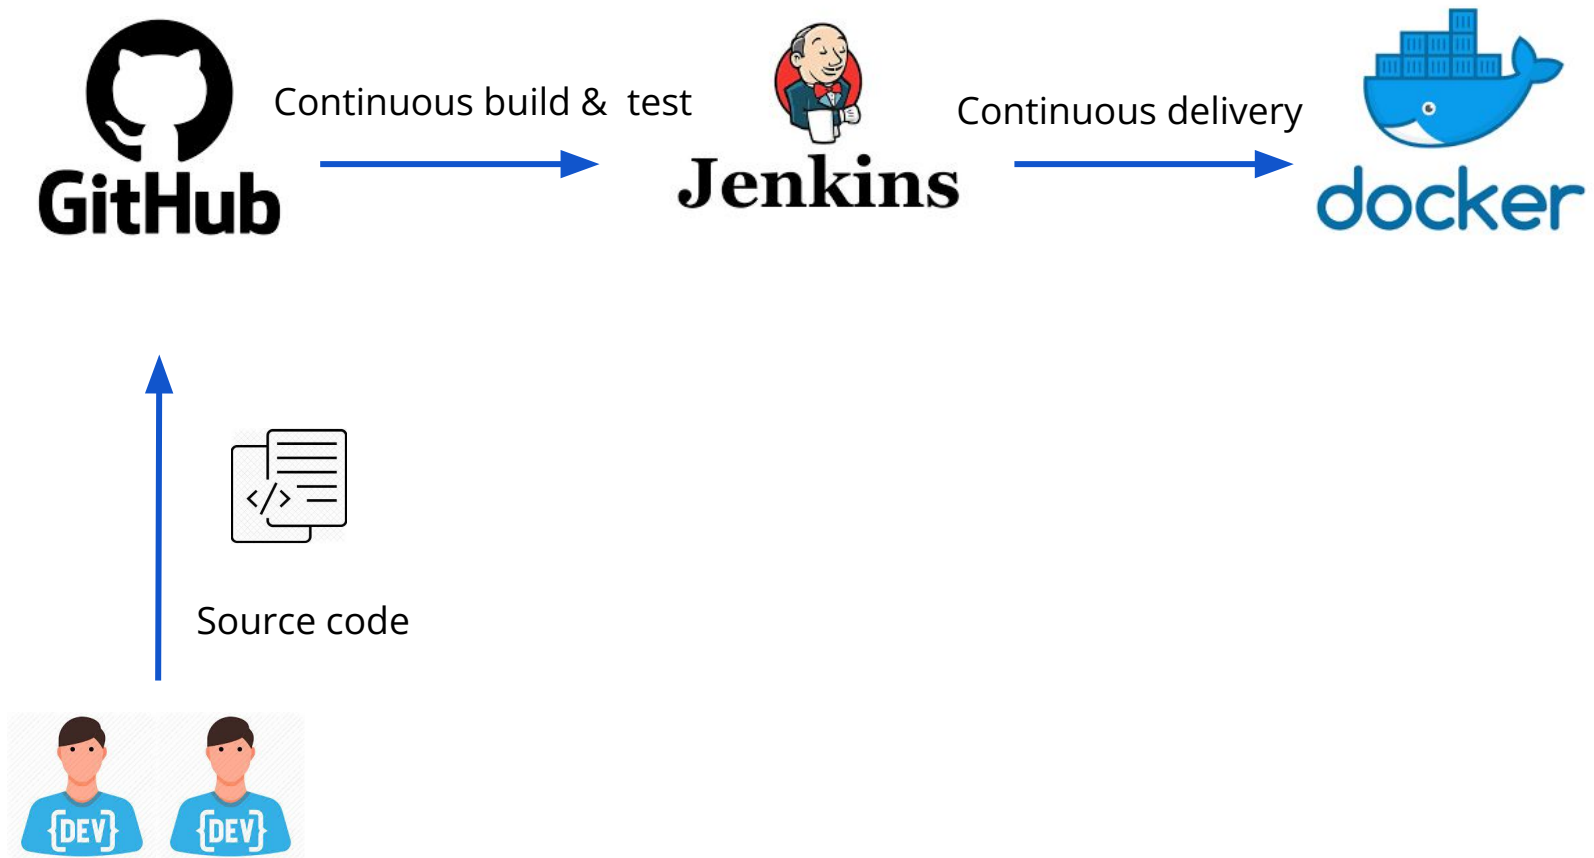 GitHub
Continuous build &  test
Jenkins
Continuous delivery
docker
</>
Source code
{DEV}
{DEV}